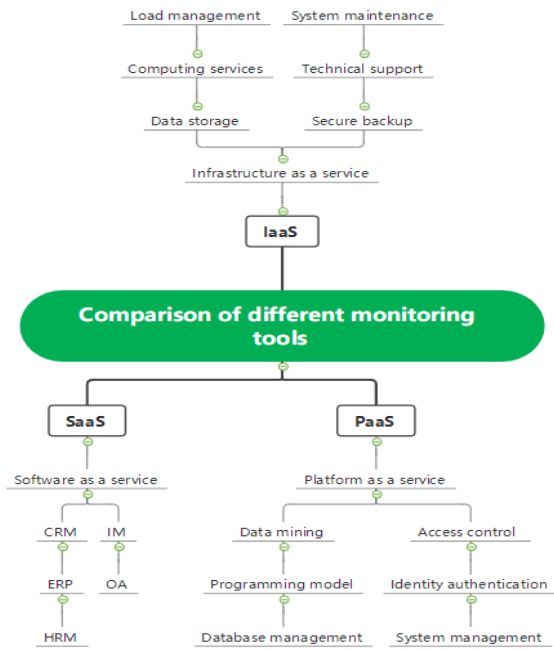 Load management
System maintenance
Computing services
Technical support
Data storage
Secure backup
Infrastructure as a service
IaaS
Comparison of different monitoring
tools
SaaS
PaaS
Software as a service
Platform as a service
CRM
IM
Data mining
Access control
ERP
OA
Programming model
Identity authentication
HRM
Database management
System management